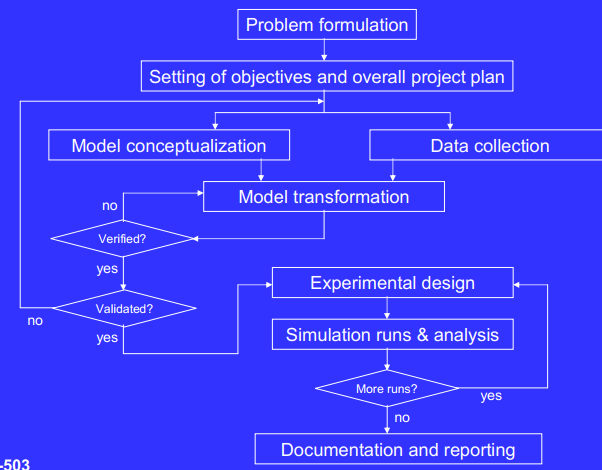 Problem formulation
Setting of objectives and overall project plan
Model conceptualization
Data collection
Model transformation
no
Verified?
yes
Validated?
no
yes
Experimental design
Simulation runs & analysis
More runs?
yes
no
Documentation and reporting
-503